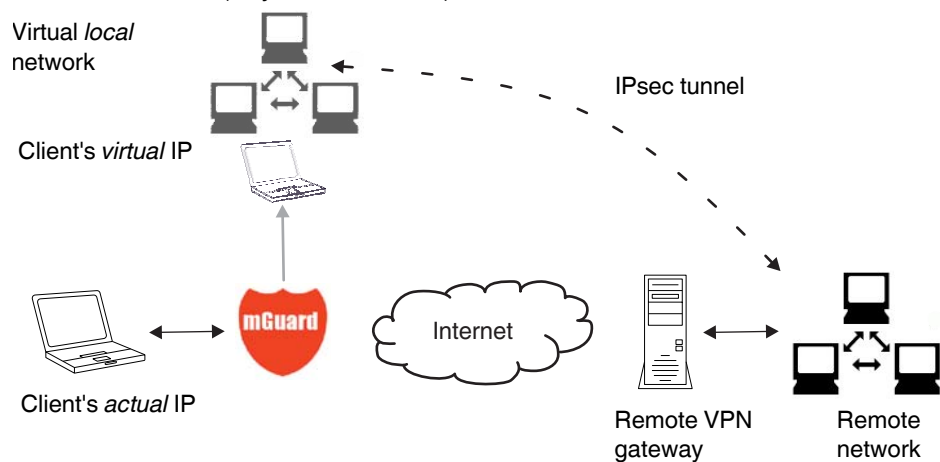 Virtual local
network
IPsec tunnel
Client's virtual IP
mGuard
Internet
Client's actual IP
Remote VPN
gateway
Remote
network